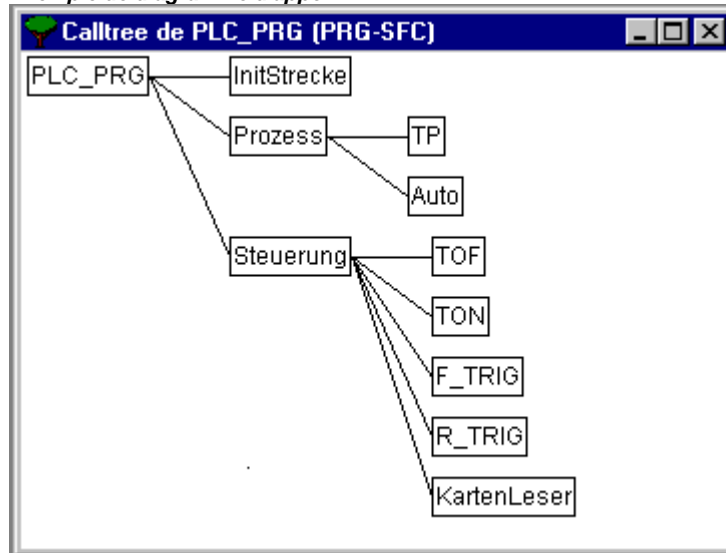 Calltree de PLC_PRG (PRG-SFC)
PLC_PRG
InitStrecke
Prozess
TP
Auto
Steuerung
TOF
TON
F_TRIG
R_TRIG
KartenLeser